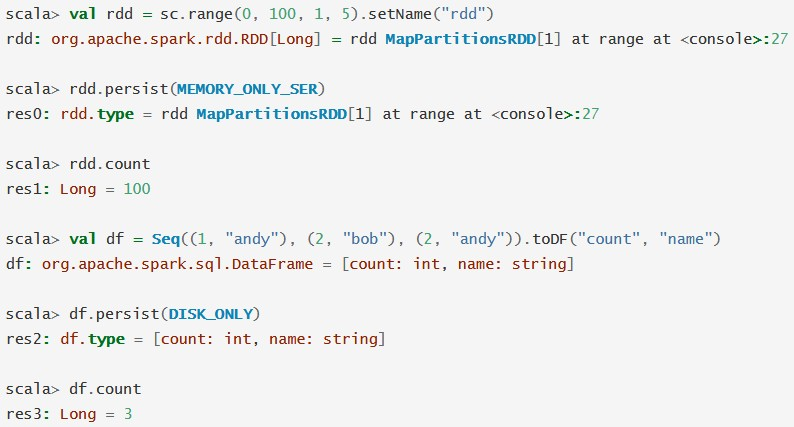 scala> val rdd = sc.range(0, 100, 1, 5).setName("rdd")
rdd: org.apache.spark.rdd.RDD[Long] = rdd MapPartitionsRDD[1] at range at <console>:27
scala> rdd.persist(MEMORY_ONLY_SER)
res0: rdd.type = rdd MapPartitionsRDD[1] at range at <console>:27
scala> rdd.count
res1: Long = 100
scala> val df = Seq((1, "andy"), (2, "bob"), (2, "andy")).toDF("count", "name")
df: org.apache.spark.sql.DataFrame = [count: int, name: string]
scala> df.persist(DISK_ONLY)
res2: df.type = [count: int, name: string]
scala> df.count
res3: Long = 3